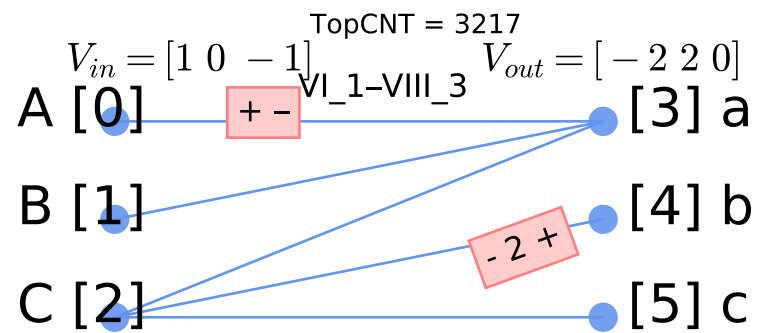 TopCNT = 3217
V_in = [1 0 −1] V_out = [−2 2 0]
VI_1–VIII_3
A [0] + – [3] a
B [1] [4] b
- 2 +
C [2] [5] c